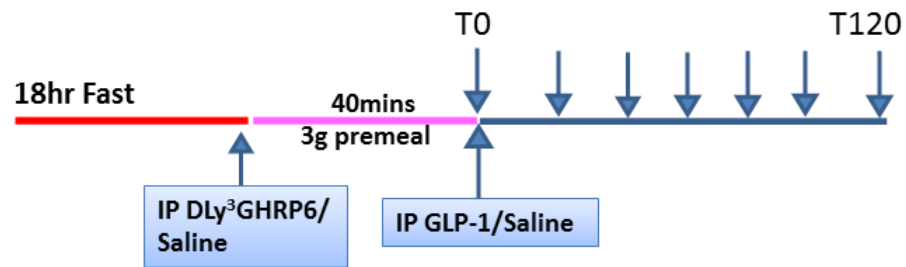 T0
T120
18hr Fast
40mins
3g premeal
IP DLy³GHRP6/
Saline
IP GLP-1/Saline